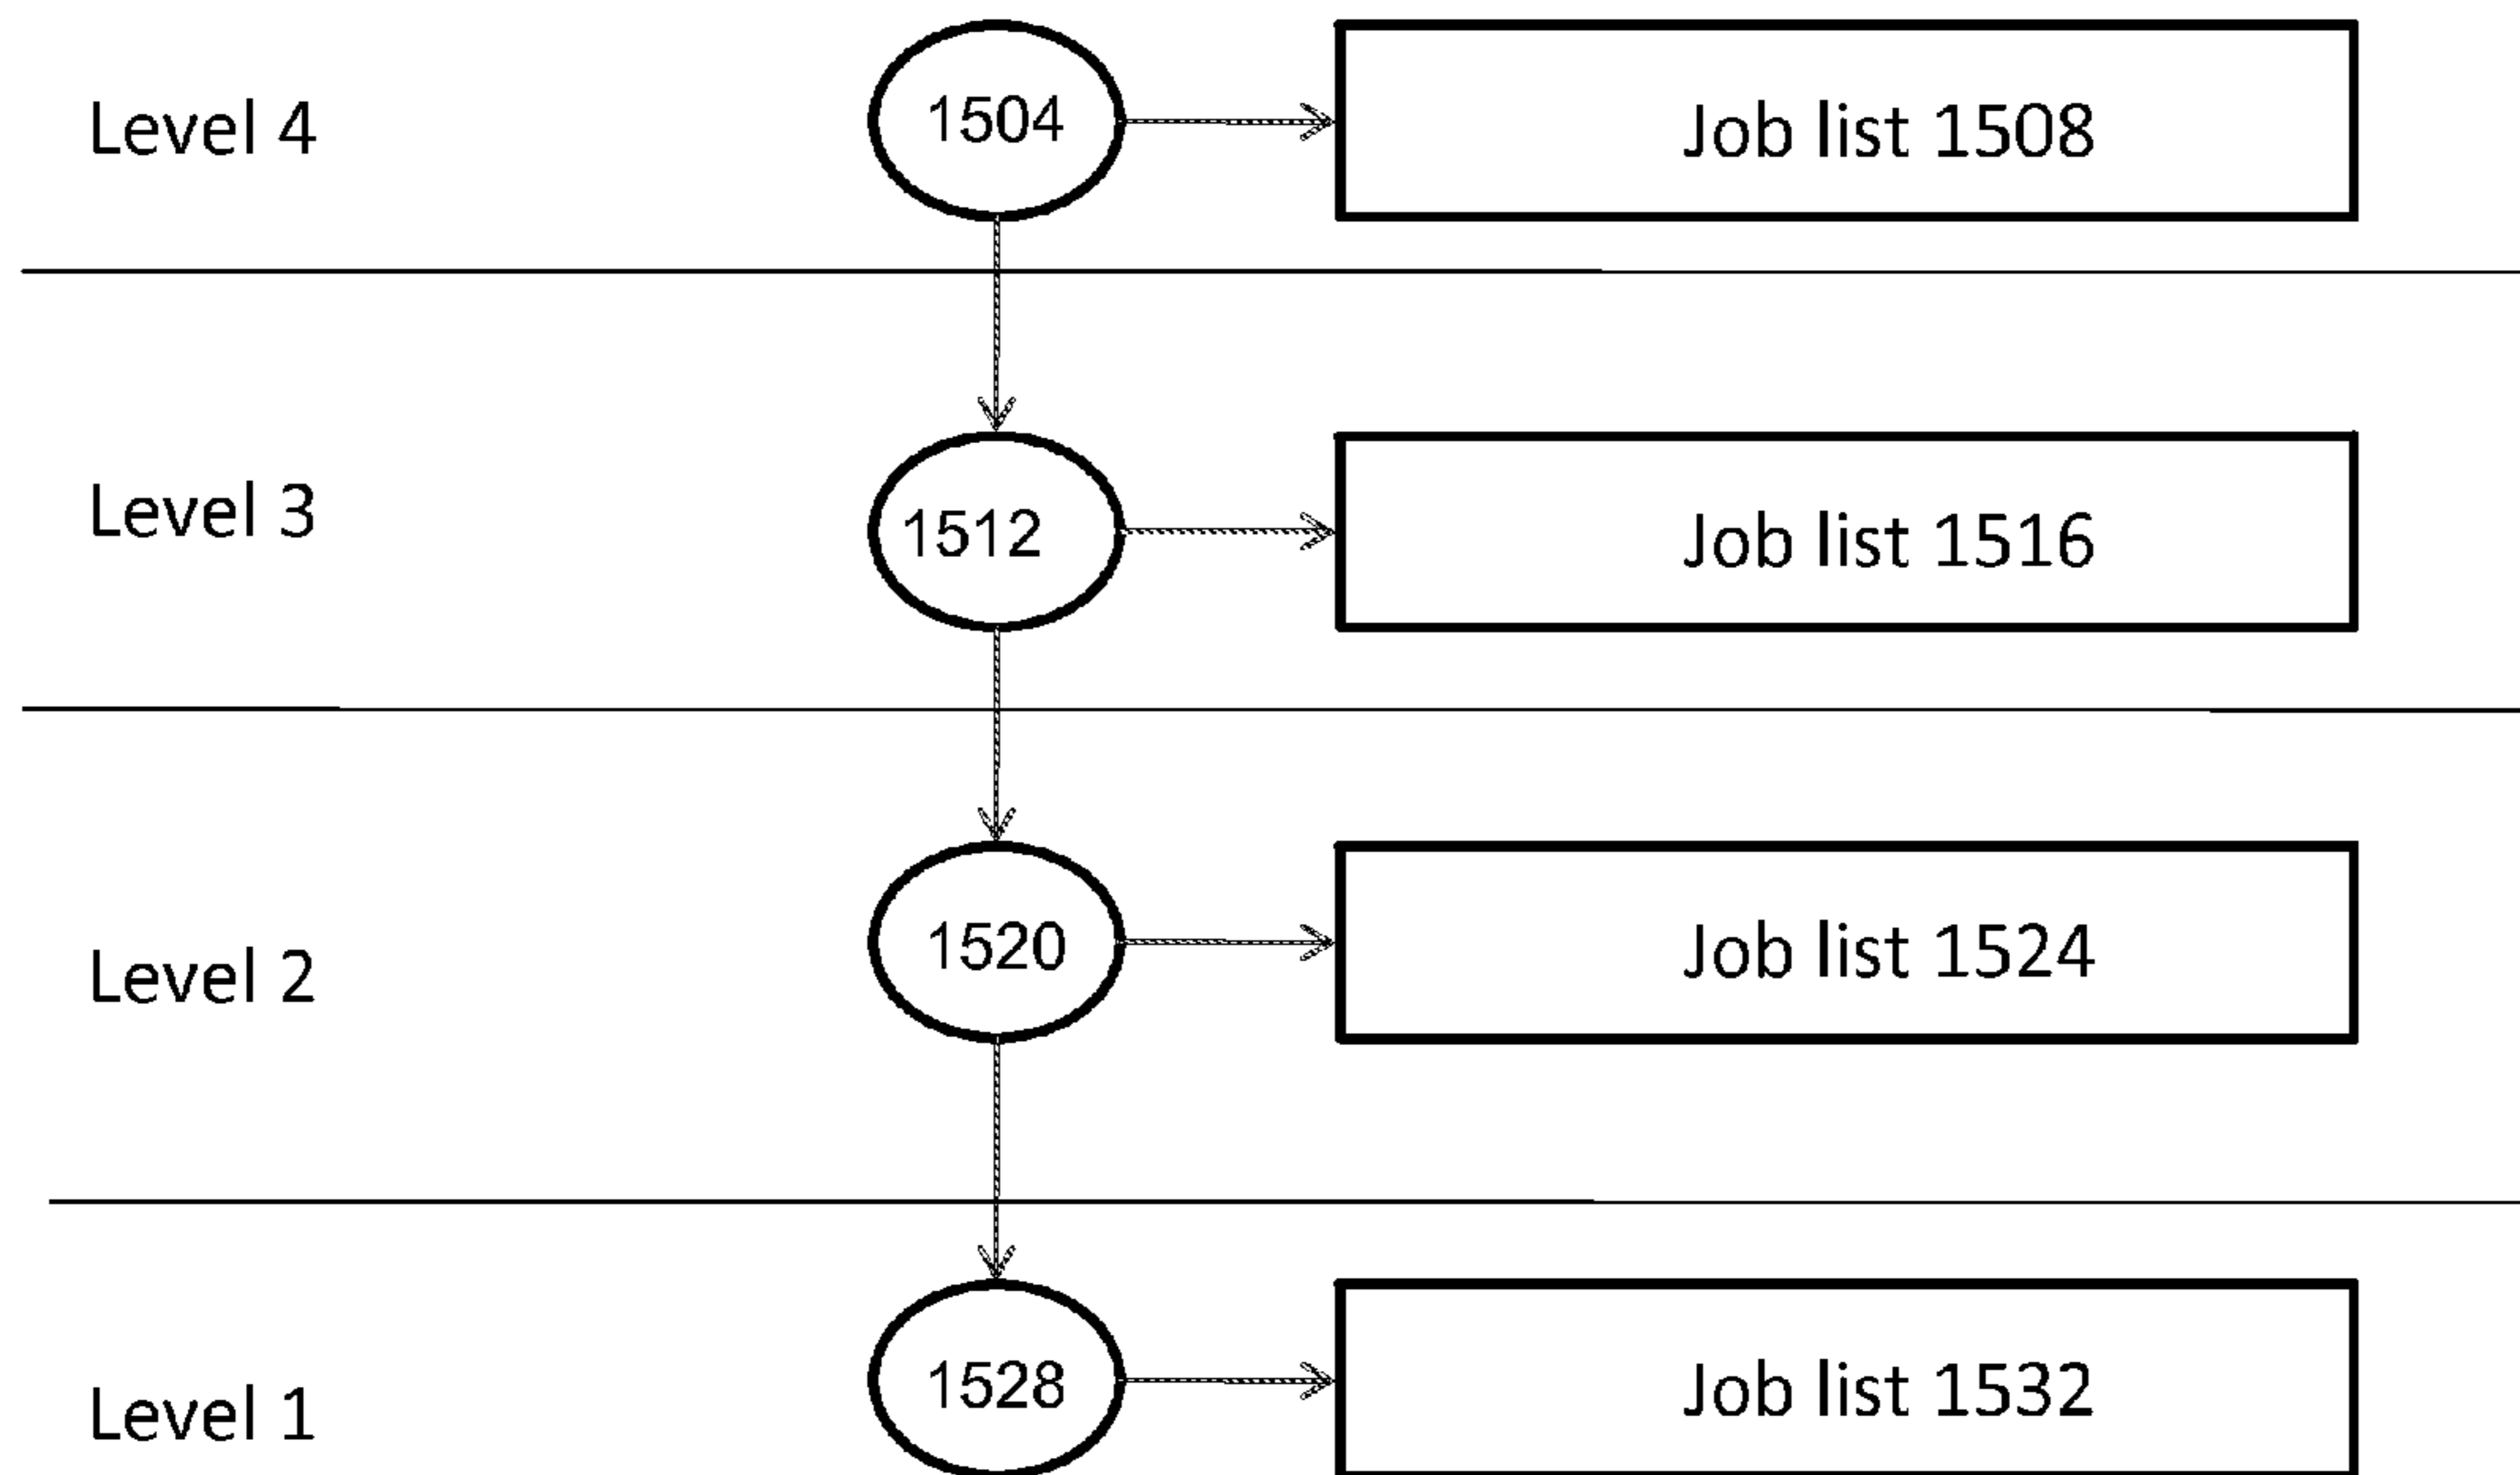 Level 4 1504 Job list 1508
Level 3 1512 Job list 1516
Level 2 1520 Job list 1524
Level 1 1528 Job list 1532